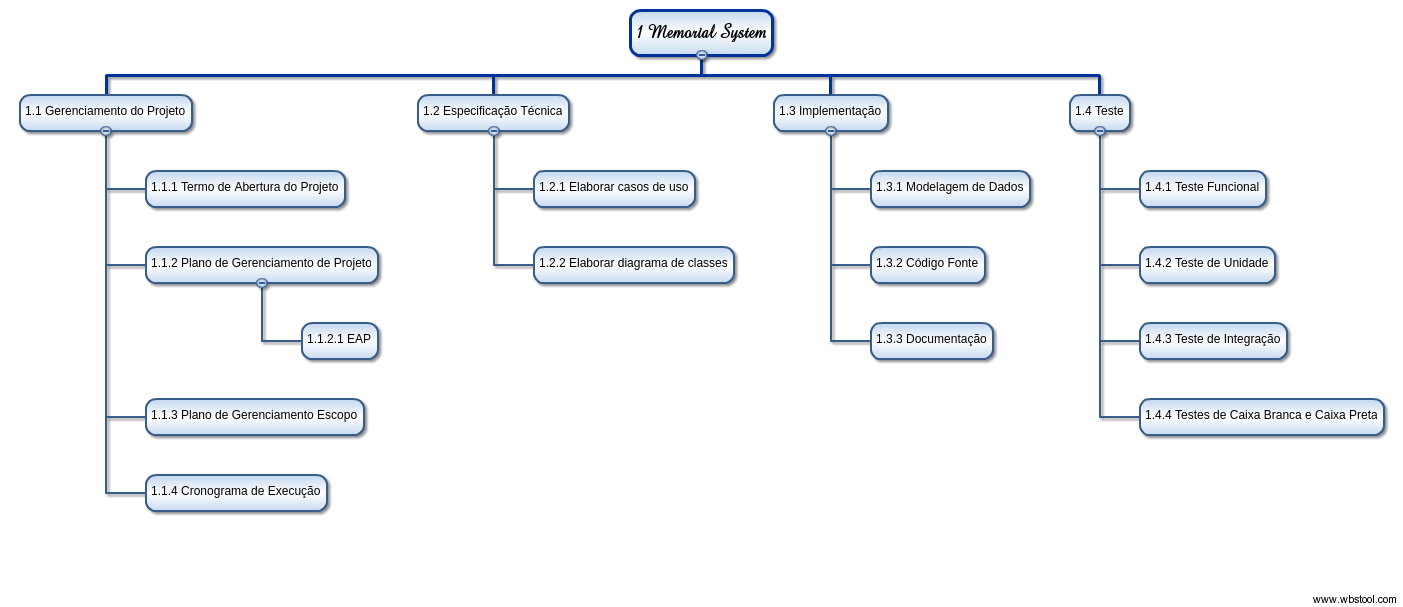 1 Memorial System
1.1 Gerenciamento do Projeto
1.1.1 Termo de Abertura do Projeto
1.1.2 Plano de Gerenciamento de Projeto
1.1.2.1 EAP
1.1.3 Plano de Gerenciamento Escopo
1.1.4 Cronograma de Execução
1.2 Especificação Técnica
1.2.1 Elaborar casos de uso
1.2.2 Elaborar diagrama de classes
1.3 Implementação
1.3.1 Modelagem de Dados
1.3.2 Código Fonte
1.3.3 Documentação
1.4 Teste
1.4.1 Teste Funcional
1.4.2 Teste de Unidade
1.4.3 Teste de Integração
1.4.4 Testes de Caixa Branca e Caixa Preta
www.wbstool.com